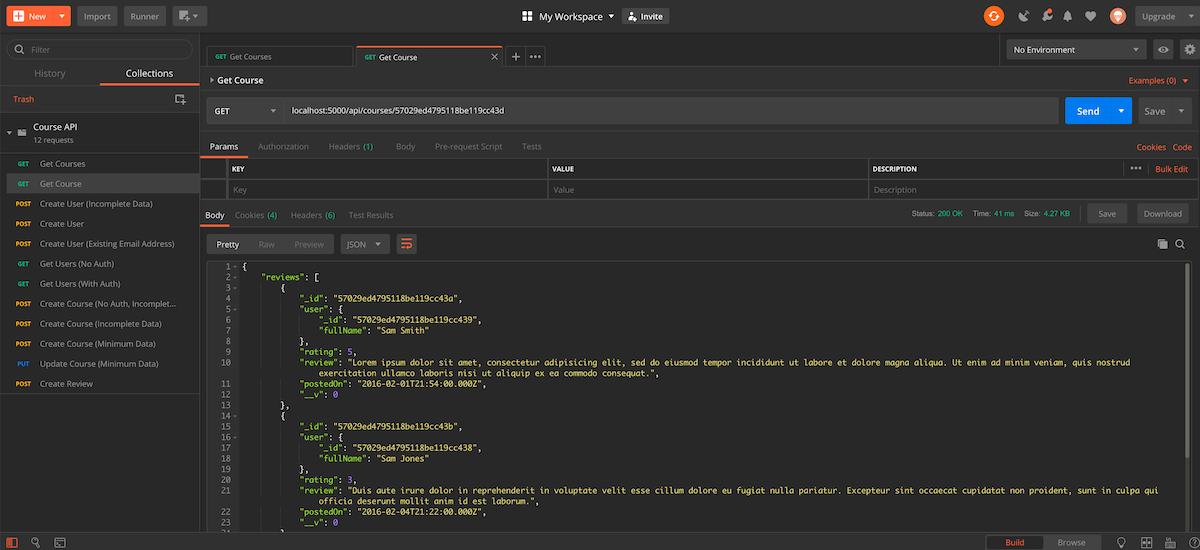 New Import Runner My Workspace Invite Upgrade
Filter
History Collections
Trash
Course API
12 requests
GET Get Courses
GET Get Course
POST Create User (Incomplete Data)
POST Create User
POST Create User (Existing Email Address)
GET Get Users (No Auth)
GET Get Users (With Auth)
POST Create Course (No Auth, Incomplet...
POST Create Course (Incomplete Data)
POST Create Course (Minimum Data)
PUT Update Course (Minimum Data)
POST Create Review
GET Get Courses GET Get Course No Environment
Get Course Examples (0)
GET localhost:5000/api/courses/57029ed4795118be119cc43d Send Save
Params Authorization Headers (1) Body Pre-request Script Tests Cookies Code
KEY VALUE DESCRIPTION Bulk Edit
Key Value Description
Body Cookies (4) Headers (6) Test Results Status: 200 OK Time: 41 ms Size: 4.27 KB Save Download
Pretty Raw Preview JSON
1 {
2 "reviews": [
3 {
4 "_id": "57029ed4795118be119cc43a",
5 "user": {
6 "_id": "57029ed4795118be119cc439",
7 "fullName": "Sam Smith"
8 },
9 "rating": 5,
10 "review": "Lorem ipsum dolor sit amet, consectetur adipisicing elit, sed do eiusmod tempor incididunt ut labore et dolore magna aliqua. Ut enim ad minim veniam, quis nostrud
exercitation ullamco laboris nisi ut aliquip ex ea commodo consequat.",
11 "postedOn": "2016-02-01T21:54:00.000Z",
12 "__v": 0
13 },
14 {
15 "_id": "57029ed4795118be119cc43b",
16 "user": {
17 "_id": "57029ed4795118be119cc438",
18 "fullName": "Sam Jones"
19 },
20 "rating": 3,
21 "review": "Duis aute irure dolor in reprehenderit in voluptate velit esse cillum dolore eu fugiat nulla pariatur. Excepteur sint occaecat cupidatat non proident, sunt in culpa qui
officia deserunt mollit anim id est laborum.",
22 "postedOn": "2016-02-04T21:22:00.000Z",
23 "__v": 0
Build Browse